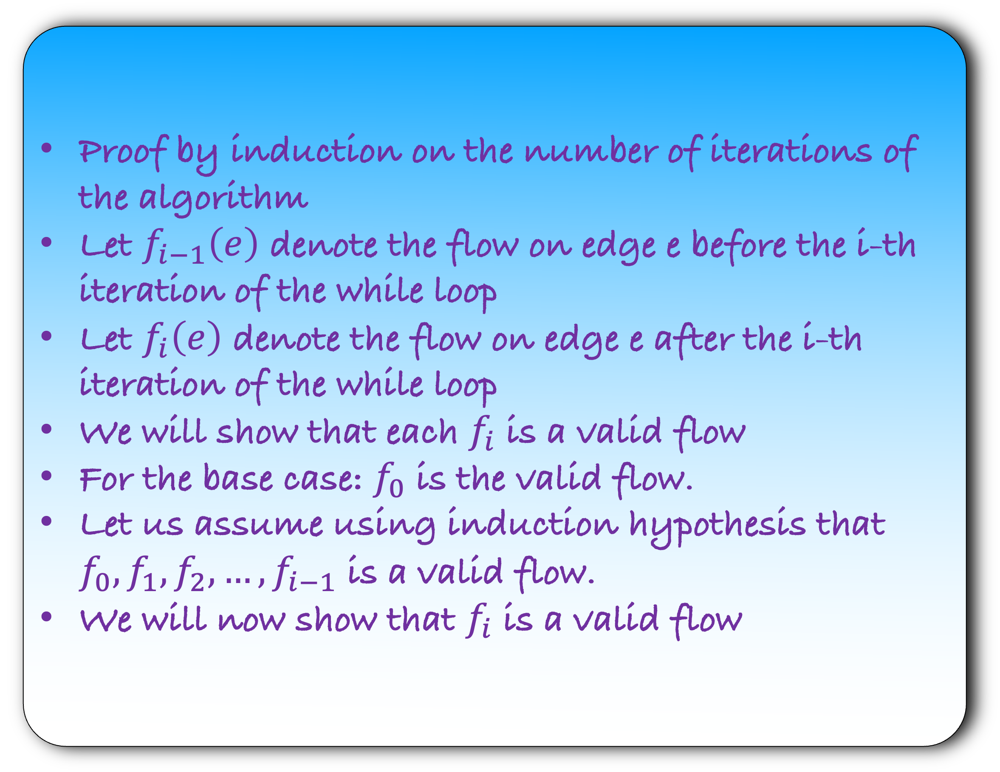 • Proof by induction on the number of iterations of
the algorithm
• Let f_{i−1}(e) denote the flow on edge e before the i-th
iteration of the while loop
• Let f_i(e) denote the flow on edge e after the i-th
iteration of the while loop
• We will show that each f_i is a valid flow
• For the base case: f_0 is the valid flow.
• Let us assume using induction hypothesis that
f_0, f_1, f_2, … , f_{i−1} is a valid flow.
• We will now show that f_i is a valid flow